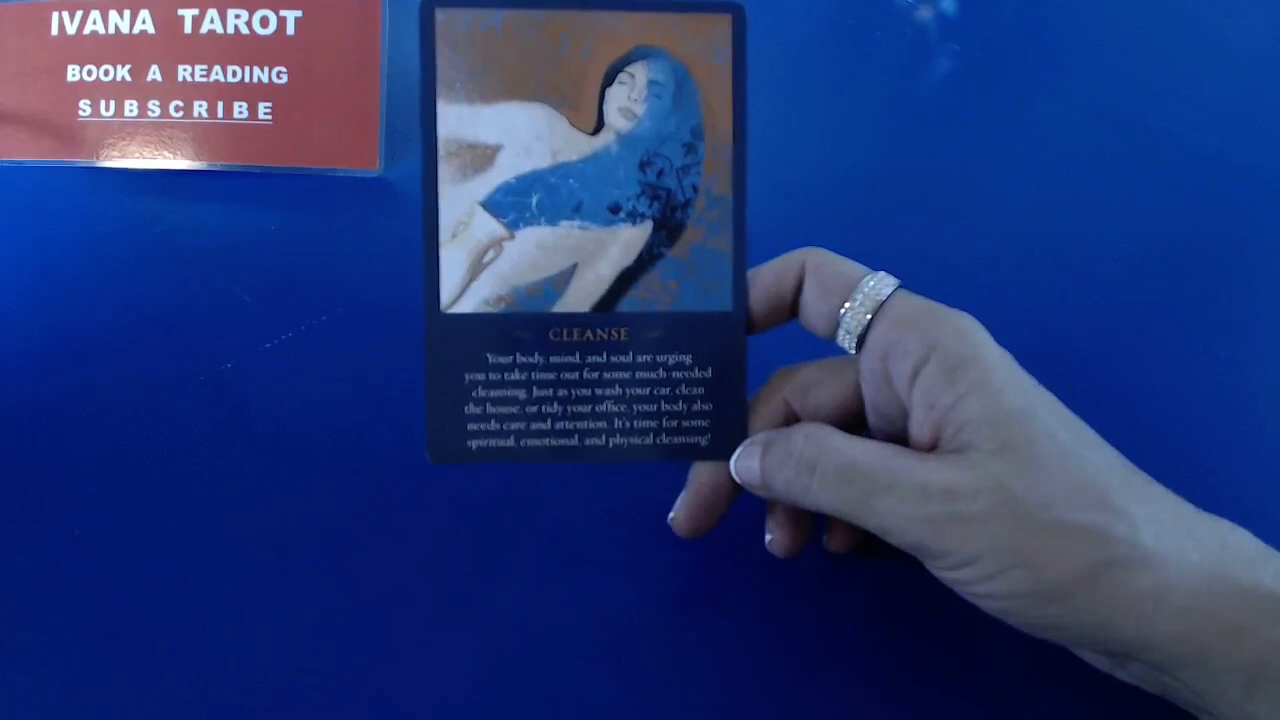 IVANA TAROT
BOOK A READING
SUBSCRIBE
CLEANSE
Your body, mind, and soul are urging
you to take time out for some much-needed
cleansing. Just as you wash your car, clean
the house, or tidy your office, your body also
needs care and attention. It's time for some
spiritual, emotional, and physical cleansing!